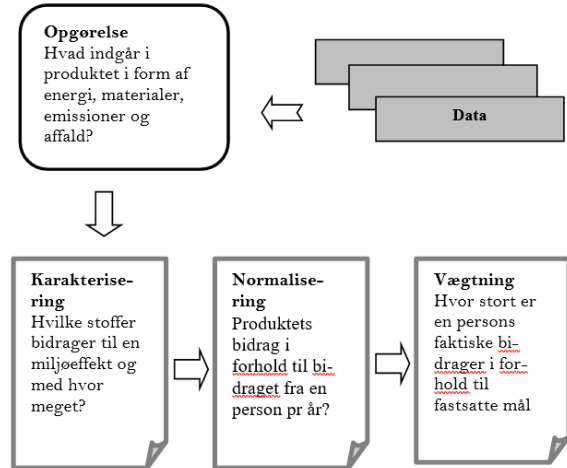 Opgørelse
Hvad indgår i
produktet i form af
energi, materialer,
emissioner og
affald?
Data
Karakterise-
ring
Hvilke stoffer
bidrager til en
miljøeffekt og
med hvor
meget?
Normalise-
ring
Produktets
bidrag i
forhold til bi-
draget fra en
person pr år?
Vægtning
Hvor stort er
en persons
faktiske bi-
drager i for-
hold til
fastsatte mål